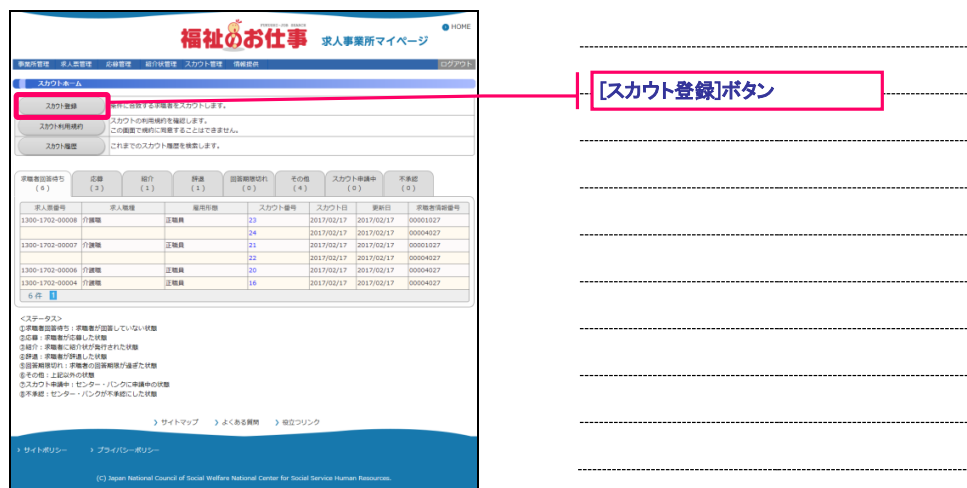 HOME
福祉のお仕事 求人事業所マイページ
事業所管理 求人票管理 応募管理 紹介状管理 スカウト管理 情報提供 ログアウト
スカウトホーム
スカウト登録 条件に合致する求職者をスカウトします。
スカウト利用規約 スカウトの利用規約を確認します。
この画面で規約に同意することはできません。
スカウト履歴 これまでのスカウト履歴を検索します。
[スカウト登録]ボタン
求職者回答待ち 応募 紹介 辞退 回答期限切れ その他 スカウト申請中 不承認
(6) (3) (1) (1) (0) (4) (0) (0)
求人票番号 求人職種 雇用形態 スカウト番号 スカウト日 更新日 求職者情報番号
1300-1702-00008 介護職 正職員 23 2017/02/17 2017/02/17 00001027
24 2017/02/17 2017/02/17 00004027
1300-1702-00007 介護職 正職員 21 2017/02/17 2017/02/17 00001027
22 2017/02/17 2017/02/17 00004027
1300-1702-00006 介護職 正職員 20 2017/02/17 2017/02/17 00004027
1300-1702-00004 介護職 正職員 16 2017/02/17 2017/02/17 00004027
6 件 1
<ステータス>
①求職者回答待ち：求職者が回答していない状態
②応募：求職者が応募した状態
③紹介：求職者に紹介状が発行された状態
④辞退：求職者が辞退した状態
⑤回答期限切れ：求職者の回答期限が過ぎた状態
⑥その他：上記以外の状態
⑦スカウト申請中：センター・バンクに申請中の状態
⑧不承認：センター・バンクが不承認にした状態
サイトマップ よくある質問 役立つリンク
サイトポリシー プライバシーポリシー
(C) Japan National Council of Social Welfare National Center for Social Service Human Resources.